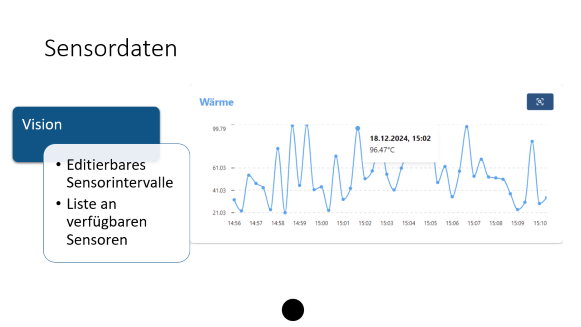 Sensordaten
Vision
• Editierbares
Sensorintervalle
• Liste an
verfügbaren
Sensoren
Wärme
99.79
61.03
41.03
21.03
18.12.2024, 15:02
96.47°C
14:56 14:57 14:58 14:58 14:59 15:00 15:01 15:02 15:03 15:04 15:05 15:06 15:07 15:08 15:09 15:10